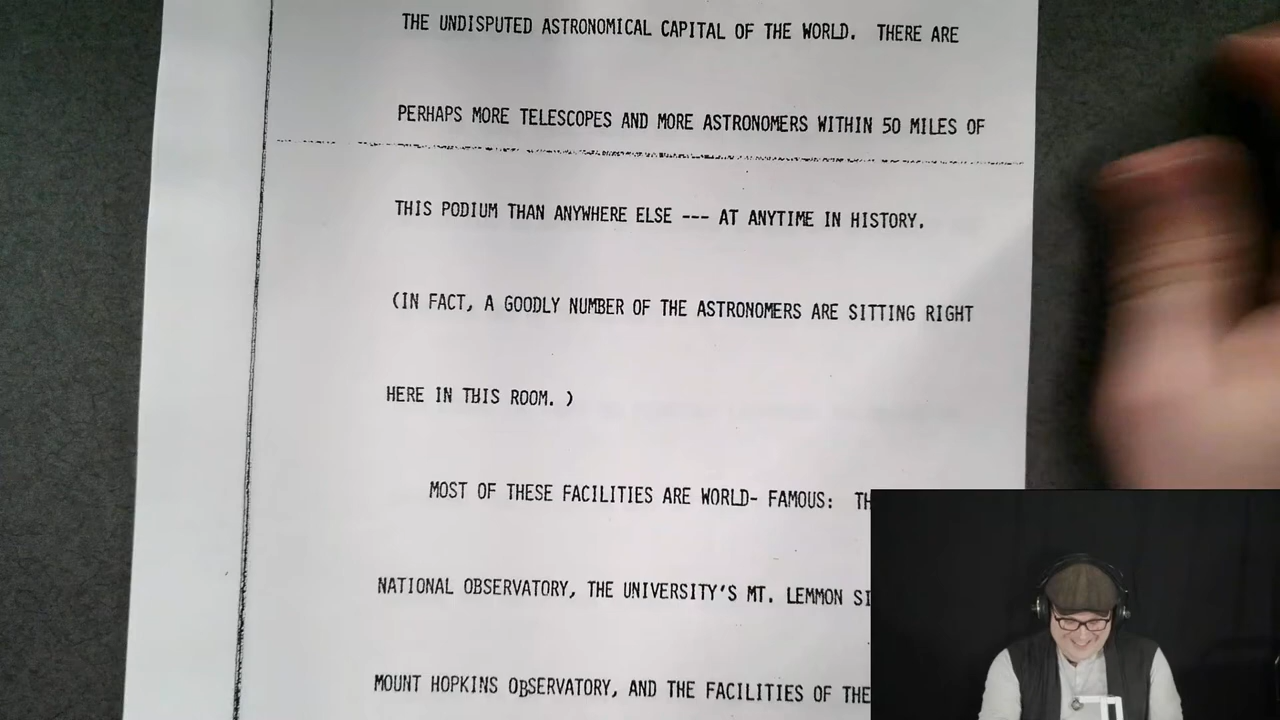 THE UNDISPUTED ASTRONOMICAL CAPITAL OF THE WORLD. THERE ARE
PERHAPS MORE TELESCOPES AND MORE ASTRONOMERS WITHIN 50 MILES OF
THIS PODIUM THAN ANYWHERE ELSE --- AT ANYTIME IN HISTORY.
(IN FACT, A GOODLY NUMBER OF THE ASTRONOMERS ARE SITTING RIGHT
HERE IN THIS ROOM. )
MOST OF THESE FACILITIES ARE WORLD- FAMOUS:
NATIONAL OBSERVATORY, THE UNIVERSITY'S MT. LEMMON
MOUNT HOPKINS OBSERVATORY, AND THE FACILITIES OF THE